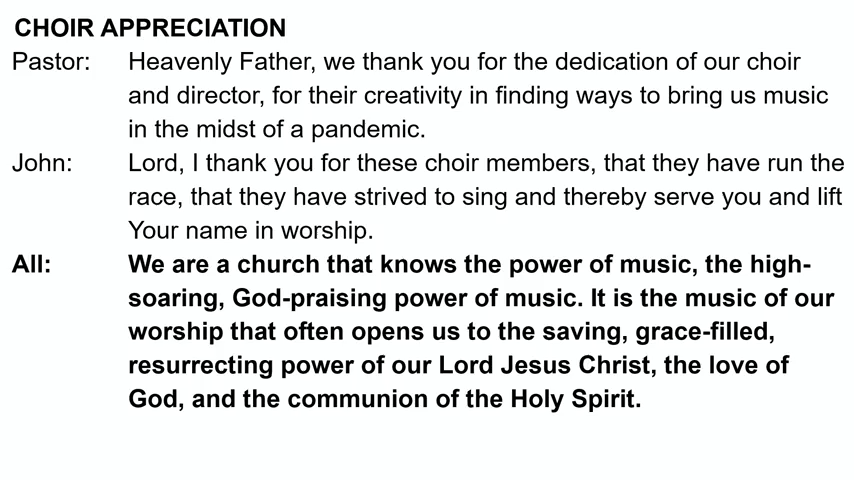 CHOIR APPRECIATION
Pastor: Heavenly Father, we thank you for the dedication of our choir
and director, for their creativity in finding ways to bring us music
in the midst of a pandemic.
John: Lord, I thank you for these choir members, that they have run the
race, that they have strived to sing and thereby serve you and lift
Your name in worship.
All: We are a church that knows the power of music, the high-
soaring, God-praising power of music. It is the music of our
worship that often opens us to the saving, grace-filled,
resurrecting power of our Lord Jesus Christ, the love of
God, and the communion of the Holy Spirit.